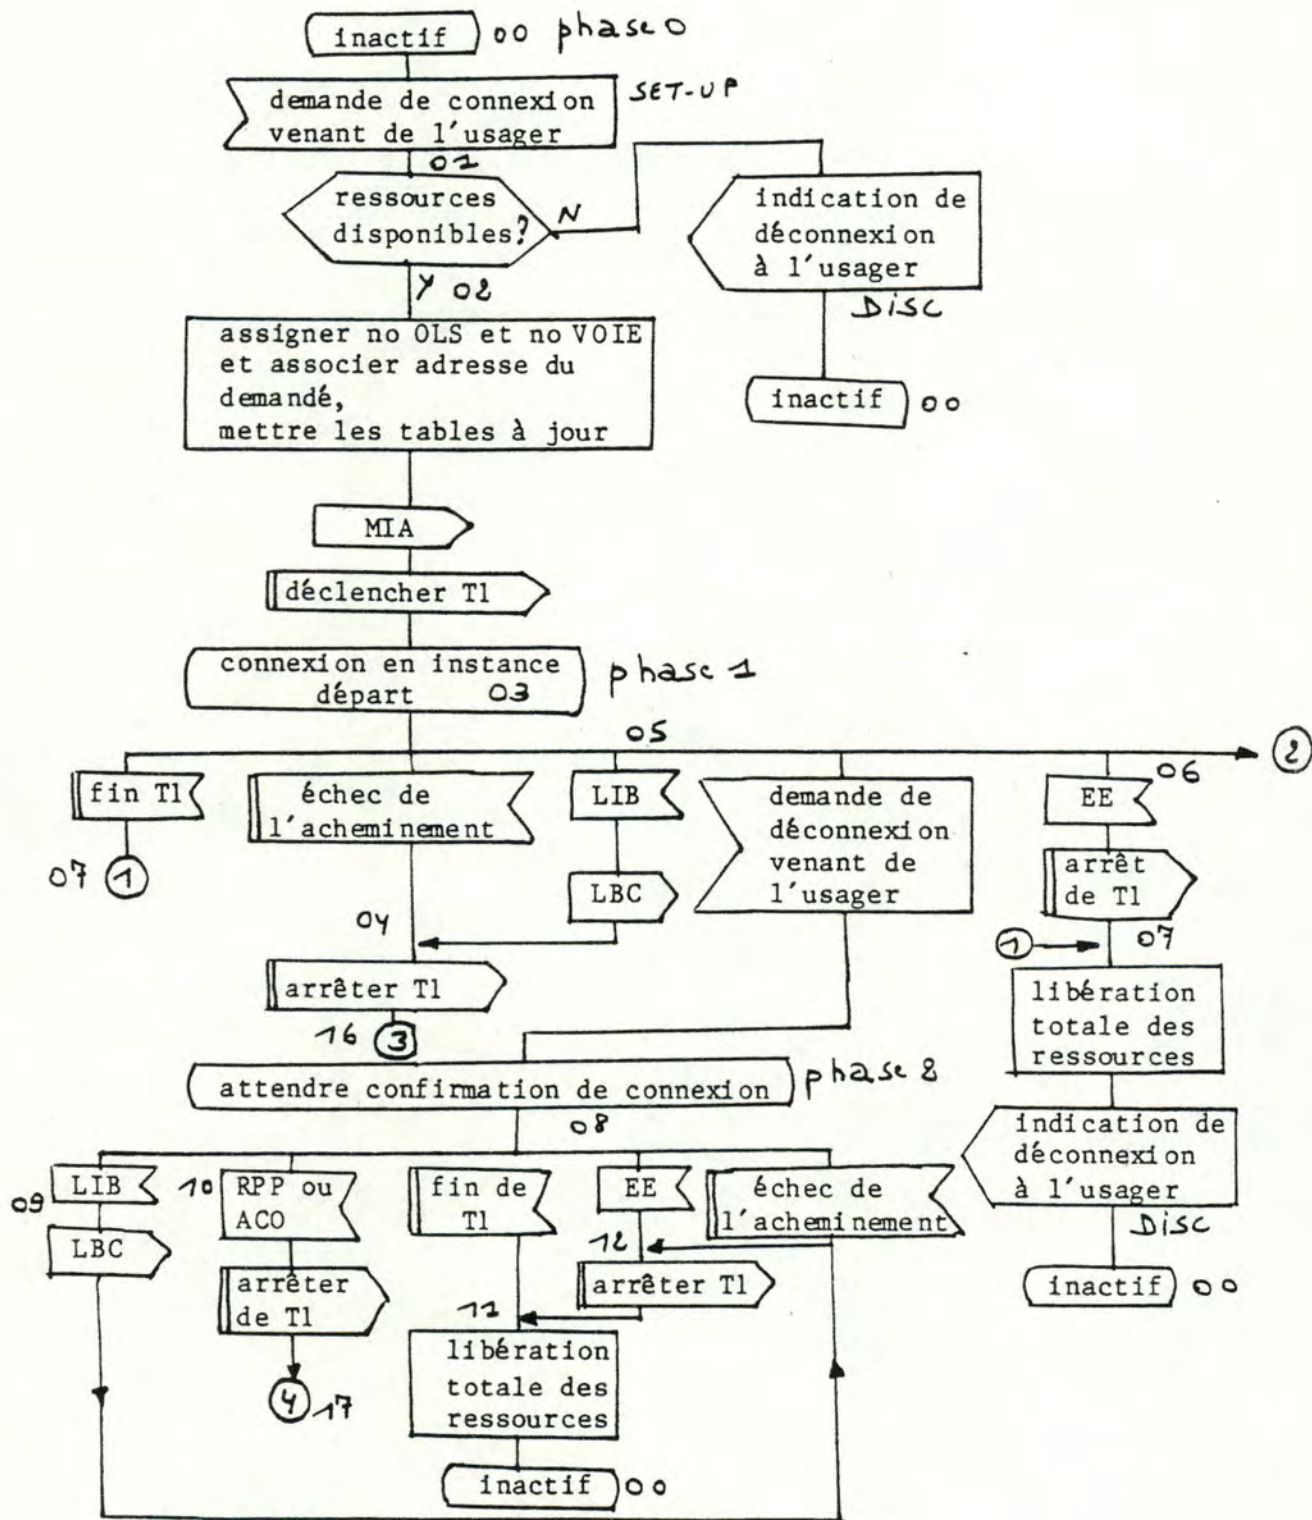 inactif 00 phase 0
demande de connexion SET-UP
venant de l'usager
01
ressources
disponibles? N
Y 02
indication de
déconnexion
à l'usager
DISC
inactif 00
assigner no OLS et no VOIE
et associer adresse du
demandé,
mettre les tables à jour
MIA
déclencher T1
connexion en instance phase 1
départ 03
05
2
fin T1
07 1
échec de
l'acheminement
04
arrêter T1
16 3
LIB
LBC
demande de
déconnexion
venant de
l'usager
06
EE
arrêt
de T1
1 07
libération
totale des
ressources
indication de
déconnexion
à l'usager
DISC
inactif 00
attendre confirmation de connexion phase 8
08
09 LIB
LBC
10 RPP ou
ACO
arrêter
de T1
4 17
fin de
T1
11
libération
totale des
ressources
inactif 00
EE
12
arrêter T1
échec de
l'acheminement